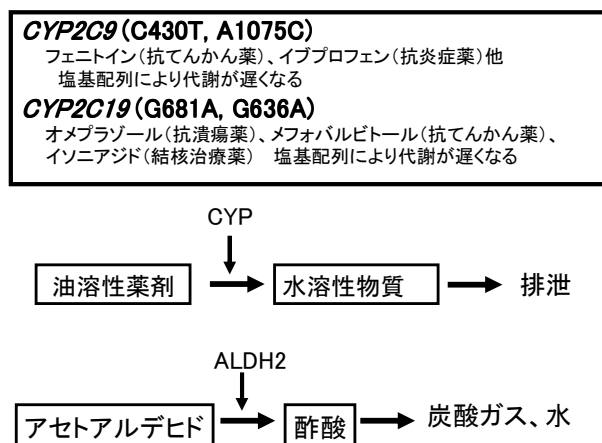 CYP2C9 (C430T, A1075C)
フェニトイン(抗てんかん薬)、イブプロフェン(抗炎症薬)他
塩基配列により代謝が遅くなる
CYP2C19 (G681A, G636A)
オメプラゾール(抗潰瘍薬)、メフォバルビトール(抗てんかん薬)、
イソニアジド(結核治療薬) 塩基配列により代謝が遅くなる
CYP
油溶性薬剤 水溶性物質 排泄
ALDH2
アセトアルデヒド 酢酸 炭酸ガス、水